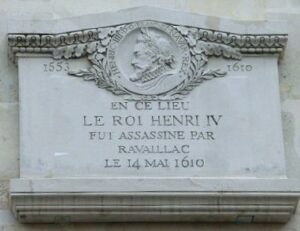 1553 1610
EN CE LIEU
LE ROI HENRI IV
FUT ASSASSINE PAR
RAVAILLAC
LE 14 MAI 1610